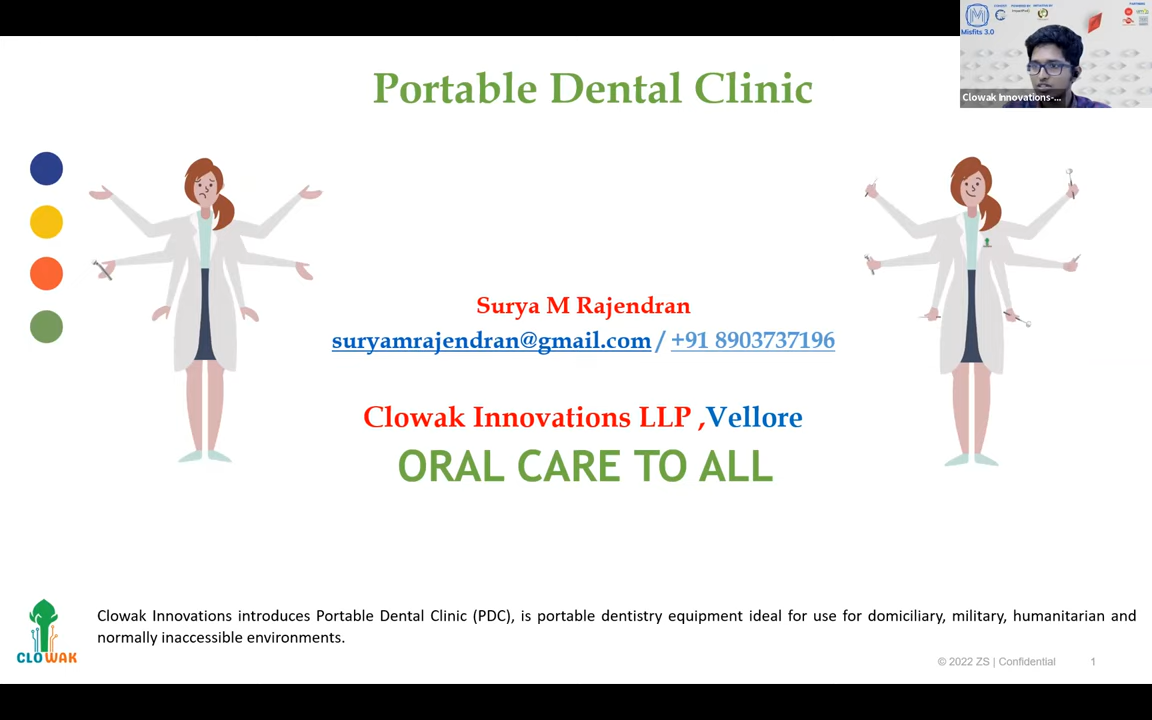 Portable Dental Clinic
Misfits 3.0
Clowak Innovations-...
Surya M Rajendran
suryamrajendran@gmail.com / +91 8903737196
Clowak Innovations LLP ,Vellore
ORAL CARE TO ALL
Clowak Innovations introduces Portable Dental Clinic (PDC), is portable dentistry equipment ideal for use for domiciliary, military, humanitarian and
normally inaccessible environments.
CLOWAK
© 2022 ZS | Confidential 1